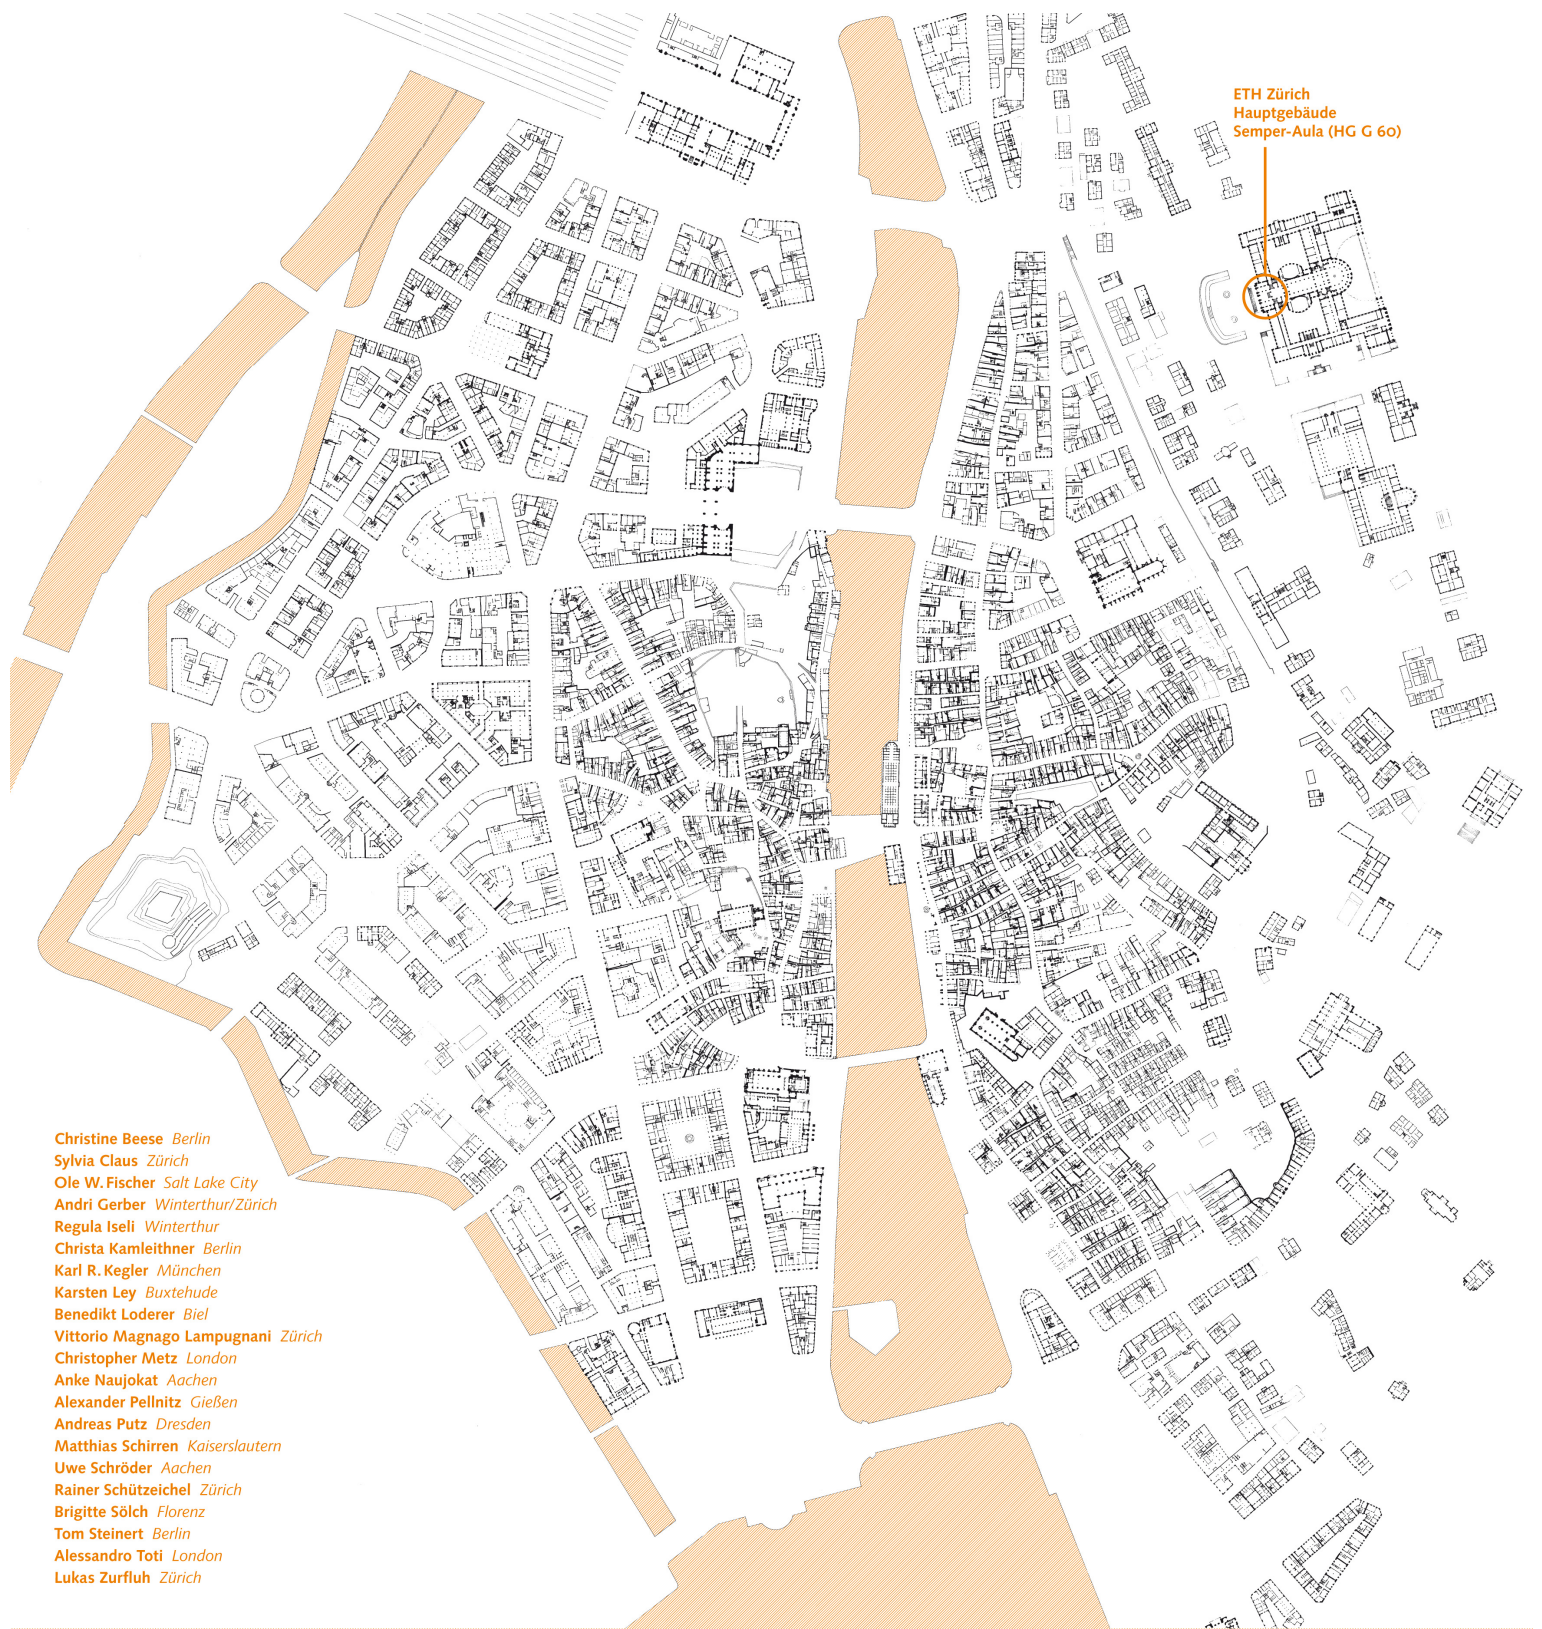 ETH Zürich
Hauptgebäude
Semper-Aula (HG G 60)
Christine Beese Berlin
Sylvia Claus Zürich
Ole W. Fischer Salt Lake City
Andri Gerber Winterthur/Zürich
Regula Iseli Winterthur
Christa Kamleithner Berlin
Karl R. Kegler München
Karsten Ley Buxtehude
Benedikt Loderer Biel
Vittorio Magnago Lampugnani Zürich
Christopher Metz London
Anke Naujokat Aachen
Alexander Pellnitz Gießen
Andreas Putz Dresden
Matthias Schirren Kaiserslautern
Uwe Schröder Aachen
Rainer Schützeichel Zürich
Brigitte Sölch Florenz
Tom Steinert Berlin
Alessandro Toti London
Lukas Zurfluh Zürich